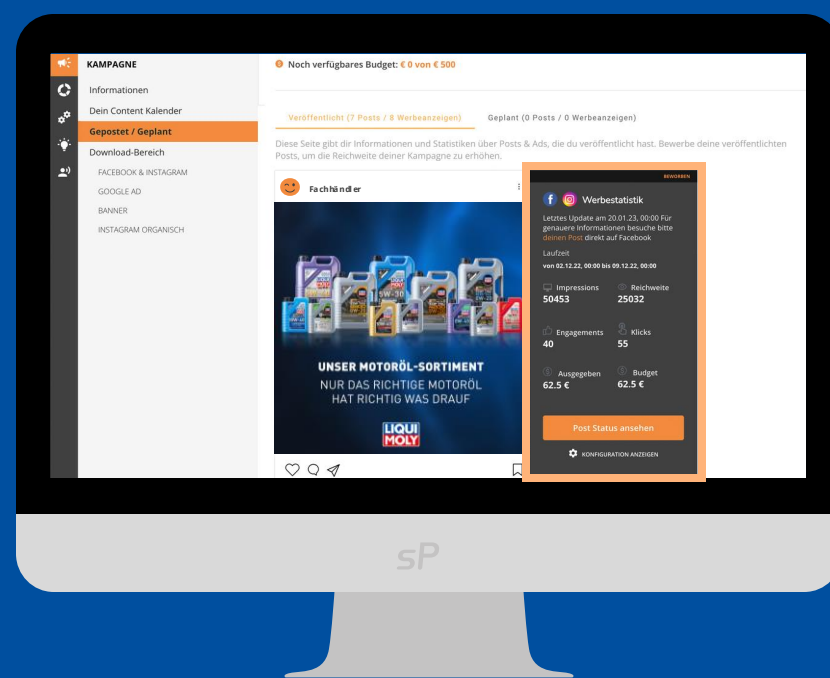 KAMPAGNE
Informationen
Dein Content Kalender
Gepostet / Geplant
Download-Bereich
FACEBOOK & INSTAGRAM
GOOGLE AD
BANNER
INSTAGRAM ORGANISCH
Noch verfügbares Budget: € 0 von € 500
Veröffentlicht (7 Posts / 8 Werbeanzeigen) Geplant (0 Posts / 0 Werbeanzeigen)
Diese Seite gibt dir Informationen und Statistiken über Posts & Ads, die du veröffentlicht hast. Bewerbe deine veröffentlichten
Posts, um die Reichweite deiner Kampagne zu erhöhen.
Fachhändler
LIQUI
MOLY
5W-30
UNSER MOTORÖL-SORTIMENT
NUR DAS RICHTIGE MOTORÖL
HAT RICHTIG WAS DRAUF
LIQUI
MOLY
BEWORBEN
Werbestatistik
Letztes Update am 20.01.23, 00:00 Für
genauere Informationen besuche bitte
deinen Post direkt auf Facebook
Laufzeit
von 02.12.22, 00:00 bis 09.12.22, 00:00
Impressions Reichweite
50453 25032
Engagements Klicks
40 55
Ausgegeben Budget
62.5 € 62.5 €
Post Status ansehen
KONFIGURATION ANZEIGEN
sP